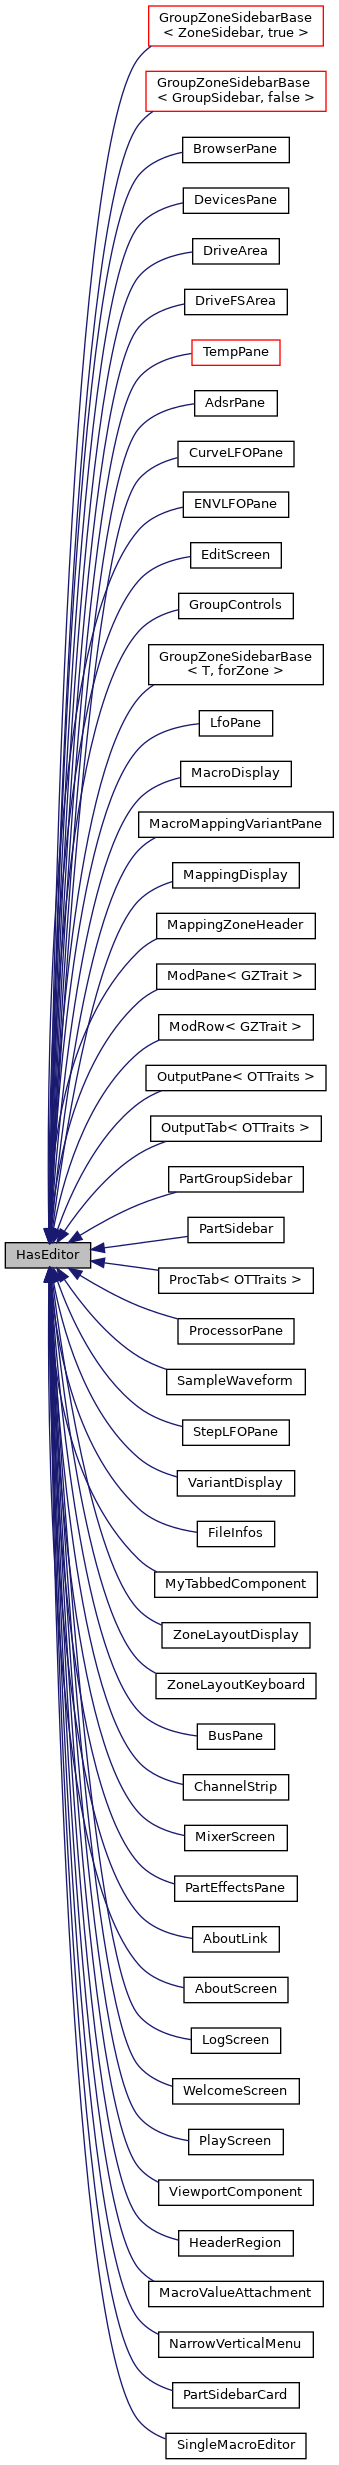 GroupZoneSidebarBase
< ZoneSidebar, true >
GroupZoneSidebarBase
< GroupSidebar, false >
BrowserPane
DevicesPane
DriveArea
DriveFSArea
TempPane
AdsrPane
CurveLFOPane
ENVLFOPane
EditScreen
GroupControls
GroupZoneSidebarBase
< T, forZone >
LfoPane
MacroDisplay
MacroMappingVariantPane
MappingDisplay
MappingZoneHeader
ModPane< GZTrait >
ModRow< GZTrait >
OutputPane< OTTraits >
OutputTab< OTTraits >
PartGroupSidebar
PartSidebar
HasEditor
ProcTab< OTTraits >
ProcessorPane
SampleWaveform
StepLFOPane
VariantDisplay
FileInfos
MyTabbedComponent
ZoneLayoutDisplay
ZoneLayoutKeyboard
BusPane
ChannelStrip
MixerScreen
PartEffectsPane
AboutLink
AboutScreen
LogScreen
WelcomeScreen
PlayScreen
ViewportComponent
HeaderRegion
MacroValueAttachment
NarrowVerticalMenu
PartSidebarCard
SingleMacroEditor